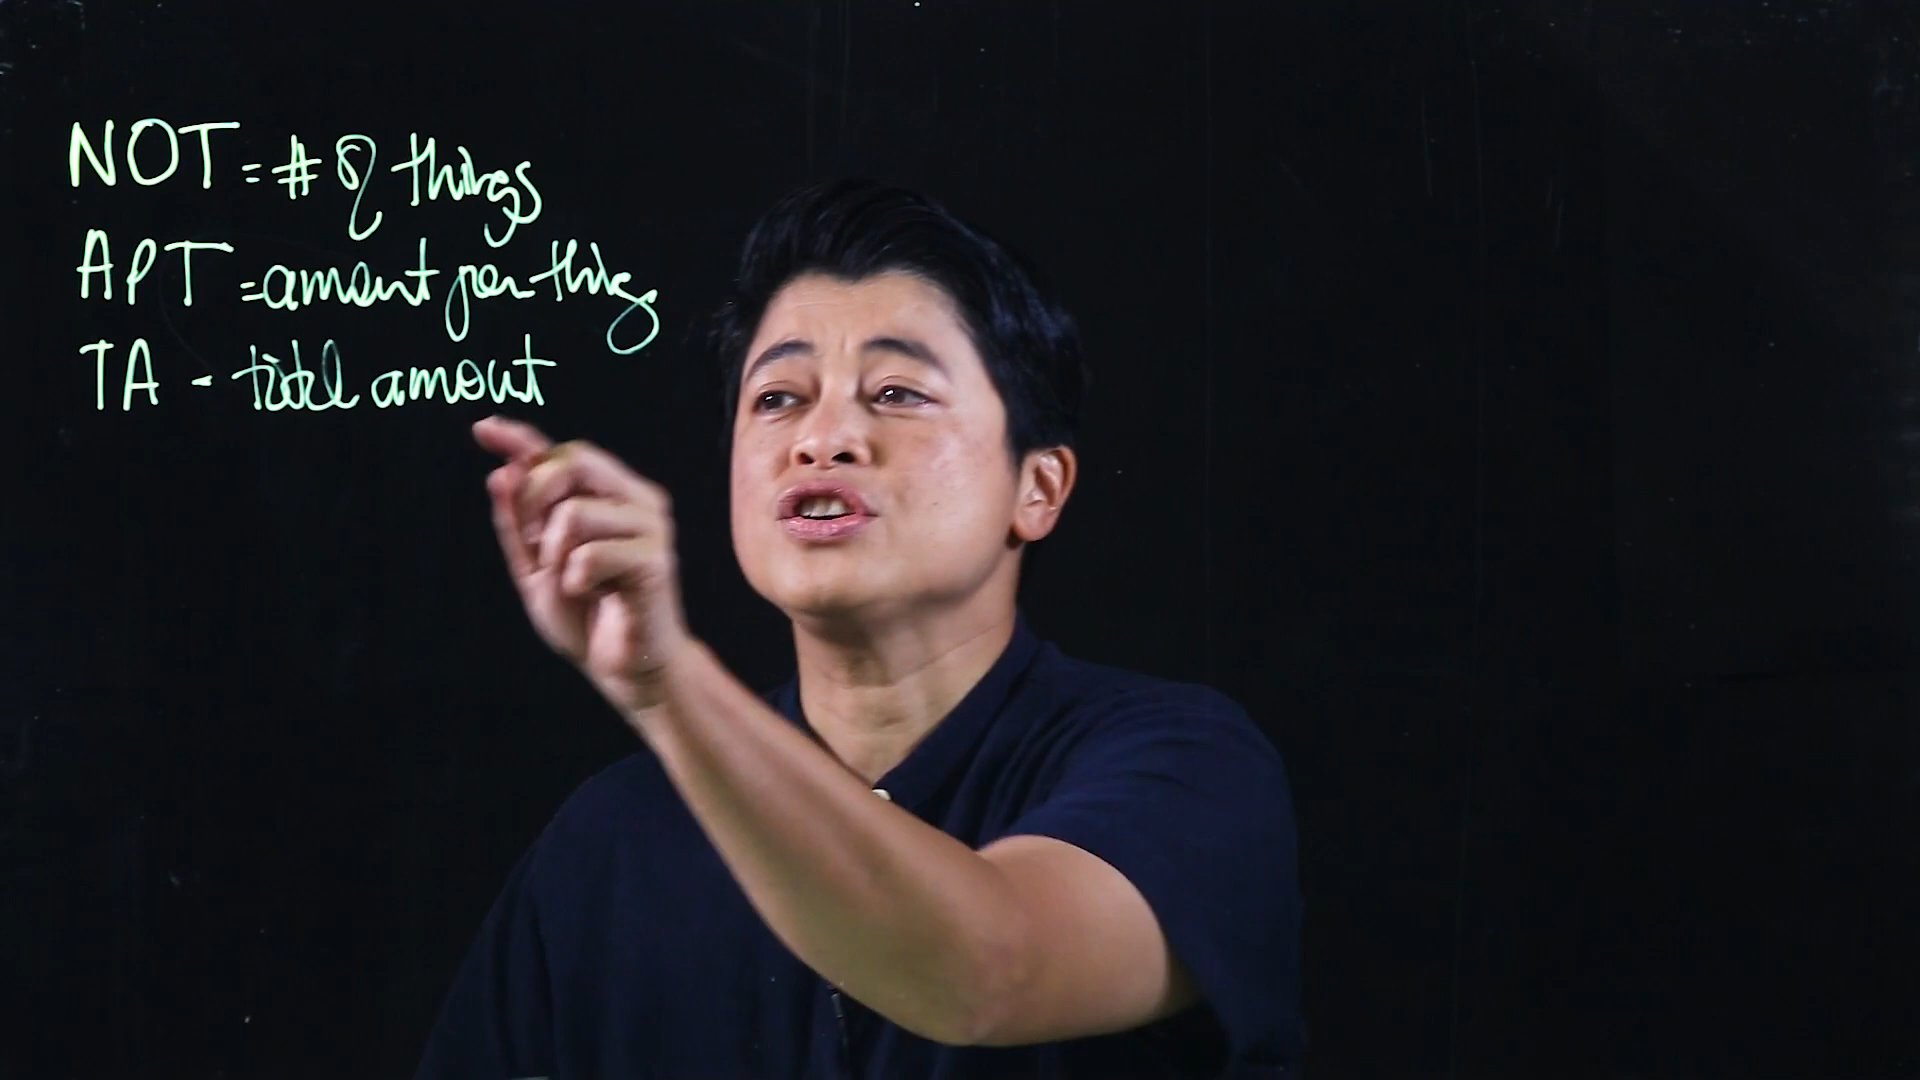 NOT = # of things
APT = amount per thing
TA - total amount